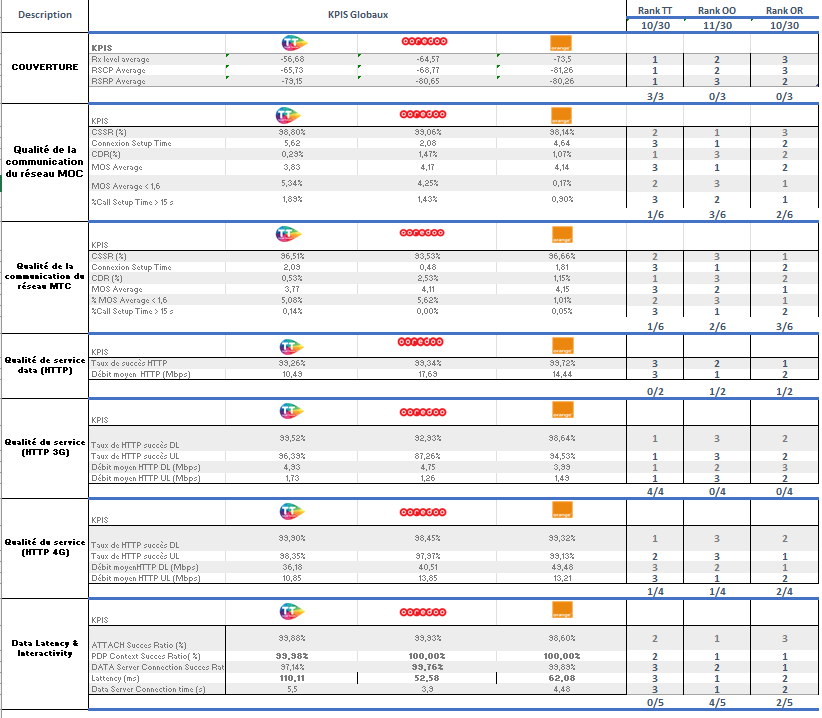 Description KPIS Globaux Rank TT Rank OO Rank OR
10/30 11/30 10/30
COUVERTURE
KPIS TT ooredoo orange
Rx level average -56,68 -64,57 -73,5 1 2 3
RSCP Average -65,73 -68,77 -81,26 1 2 3
RSRP Average -79,15 -80,65 -80,26 1 3 2
3/3 0/3 0/3
Qualité de la communication du réseau MOC
KPIS TT ooredoo orange
CSSR (%) 98,80% 99,06% 98,14% 2 1 3
Connexion Setup Time 5,62 2,08 4,64 3 1 2
CDR(%) 0,29% 1,47% 1,07% 1 3 2
MOS Average 3,83 4,17 4,14 3 1 2
MOS Average < 1,6 5,34% 4,25% 0,17% 2 3 1
%Call Setup Time > 15 s 1,89% 1,43% 0,90% 3 2 1
1/6 3/6 2/6
Qualité de la communication du réseau MTC
KPIS TT ooredoo orange
CSSR (%) 96,51% 93,53% 96,66% 2 3 1
Connexion Setup Time 2,09 0,48 1,81 3 1 2
CDR (%) 0,53% 2,53% 1,15% 1 3 2
MOS Average 3,77 4,11 4,15 3 2 1
% MOS Average < 1,6 5,08% 5,62% 1,01% 2 3 1
%Call Setup Time > 15 s 0,14% 0,00% 0,05% 3 1 2
1/6 2/6 3/6
Qualité de service data (HTTP)
KPIS TT ooredoo orange
Taux de succès HTTP 99,26% 99,34% 99,72% 3 2 1
Débit moyen HTTP (Mbps) 10,49 17,69 14,44 3 1 2
0/2 1/2 1/2
Qualité du service (HTTP 3G)
KPIS TT ooredoo orange
Taux de HTTP succès DL 99,52% 92,93% 98,64% 1 3 2
Taux de HTTP succès UL 96,39% 87,26% 94,53% 1 3 2
Débit moyen HTTP DL (Mbps) 4,93 4,75 3,99 1 2 3
Débit moyen HTTP UL (Mbps) 1,73 1,26 1,49 1 3 2
4/4 0/4 0/4
Qualité du service (HTTP 4G)
KPIS TT ooredoo orange
Taux de HTTP succès DL 99,90% 98,45% 99,32% 1 3 2
Taux de HTTP succès UL 98,35% 97,97% 99,13% 2 3 1
Débit moyenHTTP DL (Mbps) 36,18 40,51 49,48 3 2 1
Débit moyen HTTP UL (Mbps) 10,85 13,85 13,21 3 1 2
1/4 1/4 2/4
Data Latency & Interactivity
KPIS TT ooredoo orange
ATTACH Succes Ratio (%) 99,88% 99,93% 98,60% 2 1 3
PDP Context Succes Ratio( %) 99,98% 100,00% 100,00% 2 1 1
DATA Server Connection Succes Rat 97,14% 99,76% 99,89% 3 2 1
Lattency (ms) 110,11 52,58 62,08 3 1 2
Data Server Connection time (s) 5,5 3,9 4,48 3 1 2
0/5 4/5 2/5